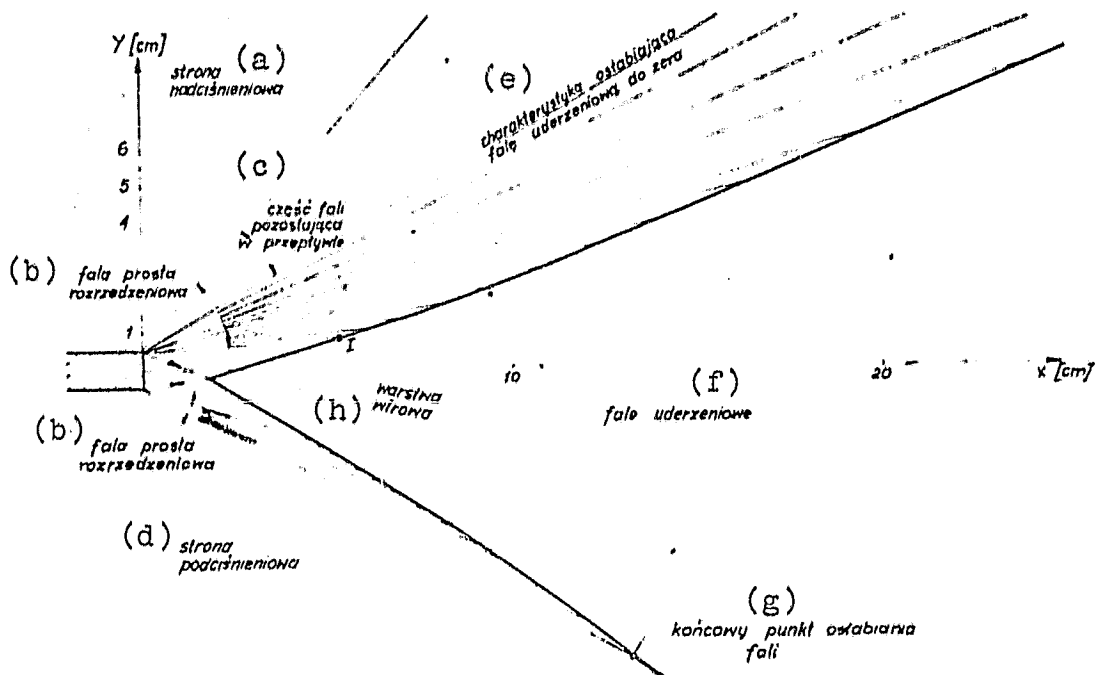 Y [cm]
(a)
strona
nadciśnieniowa
(e)
charakterystyka osłabiająca
falę uderzeniową do zera
6
5
4
(c)
część fali
pozostująca
w przepływie
(b)
fala prosta
rozrzedzeniowa
1
I
10
20
x [cm]
(h)
warstwa
wirowa
(f)
fale uderzeniowe
(b)
fala prosta
rozrzedzeniowa
(d)
strona
podciśnieniowa
(g)
końcowy punkt osłabiania
fali